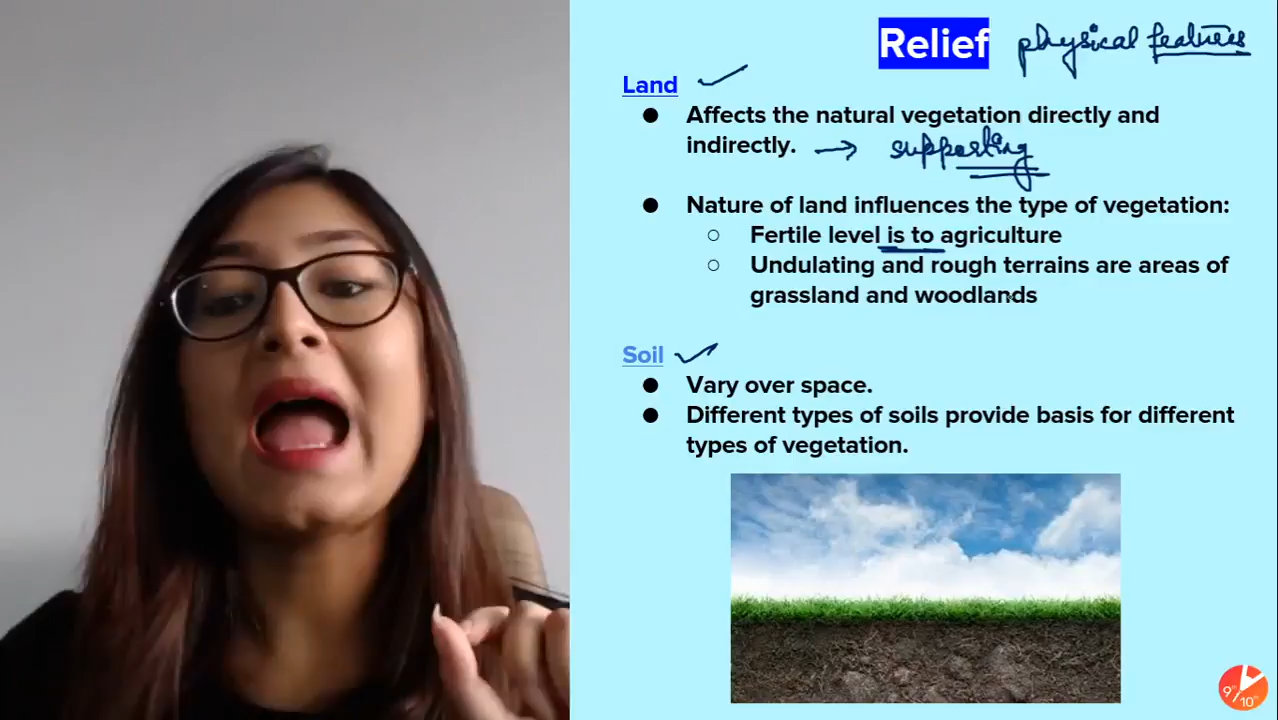 Relief physical features
Land
● Affects the natural vegetation directly and
indirectly. → supporting
● Nature of land influences the type of vegetation:
○ Fertile level is to agriculture
○ Undulating and rough terrains are areas of
grassland and woodlands
Soil
● Vary over space.
● Different types of soils provide basis for different
types of vegetation.
9th
10th